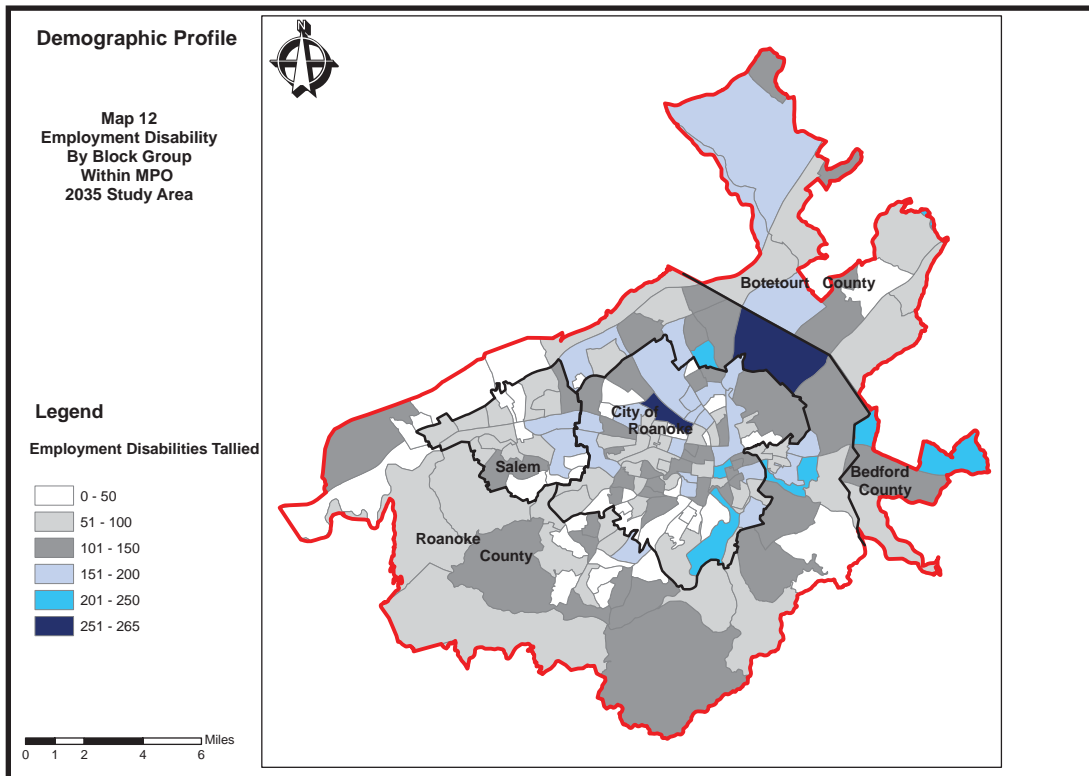 Demographic Profile
Map 12
Employment Disability
By Block Group
Within MPO
2035 Study Area
N
Botetourt County
City of
Roanoke
Salem
Bedford
County
Roanoke
County
Legend
Employment Disabilities Tallied
0 - 50
51 - 100
101 - 150
151 - 200
201 - 250
251 - 265
Miles
0 1 2 4 6